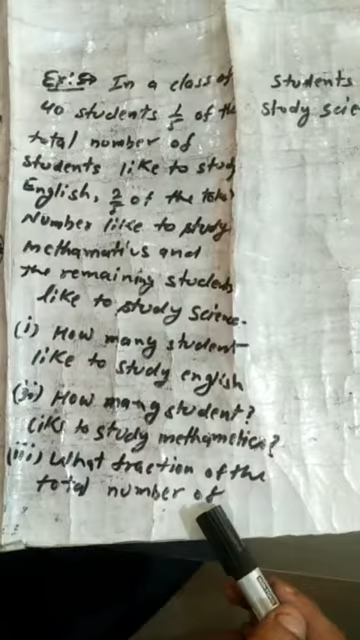 Ex:5→ In a class of
40 students 1/5 of the
total number of
students like to study
English, 2/5 of the total
Number like to study
methamatius and
the remaining students
like to study science.
(i) How many student
like to study english
(ii) How many student?
like to study methametics?
(iii) What fraction of the
total number of
students
study scie